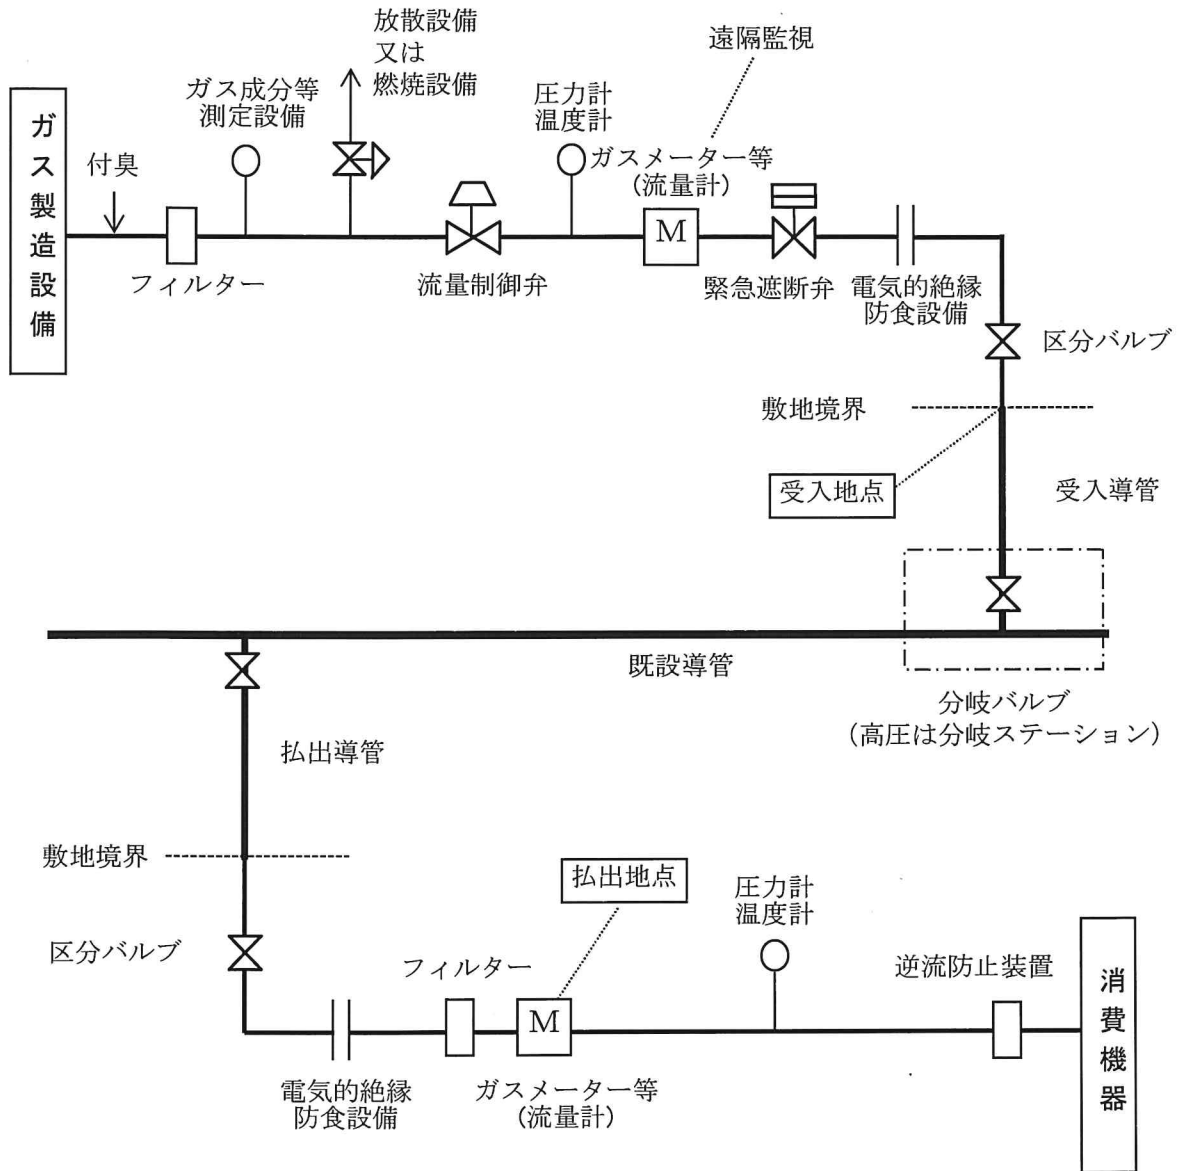 放散設備
又は
燃焼設備
遠隔監視
ガス成分等
測定設備
圧力計
温度計
ガス製造設備
付臭
ガスメーター等
(流量計)
M
フィルター
流量制御弁
緊急遮断弁
電気的絶縁
防食設備
区分バルブ
敷地境界
受入地点
受入導管
既設導管
分岐バルブ
(高圧は分岐ステーション)
払出導管
敷地境界
払出地点
圧力計
温度計
区分バルブ
フィルター
逆流防止装置
消費機器
M
電気的絶縁
防食設備
ガスメーター等
(流量計)